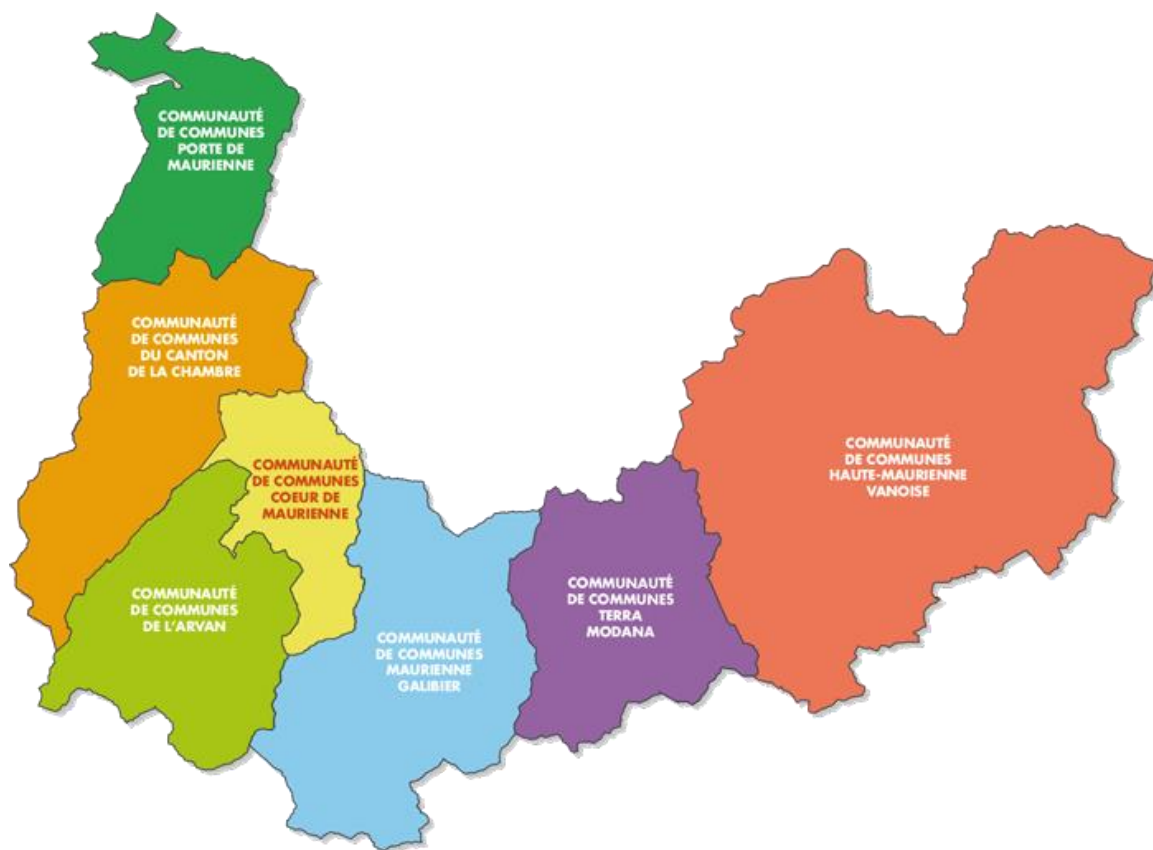 COMMUNAUTÉ
DE COMMUNES
PORTE DE
MAURIENNE
COMMUNAUTÉ
DE COMMUNES
DU CANTON
DE LA CHAMBRE
COMMUNAUTÉ
DE COMMUNES
COEUR DE
MAURIENNE
COMMUNAUTÉ
DE COMMUNES
HAUTE-MAURIENNE
VANOISE
COMMUNAUTÉ
DE COMMUNES
DE L'ARVAN
COMMUNAUTÉ
DE COMMUNES
MAURIENNE
GALIBIER
COMMUNAUTÉ
DE COMMUNES
TERRA
MODANA